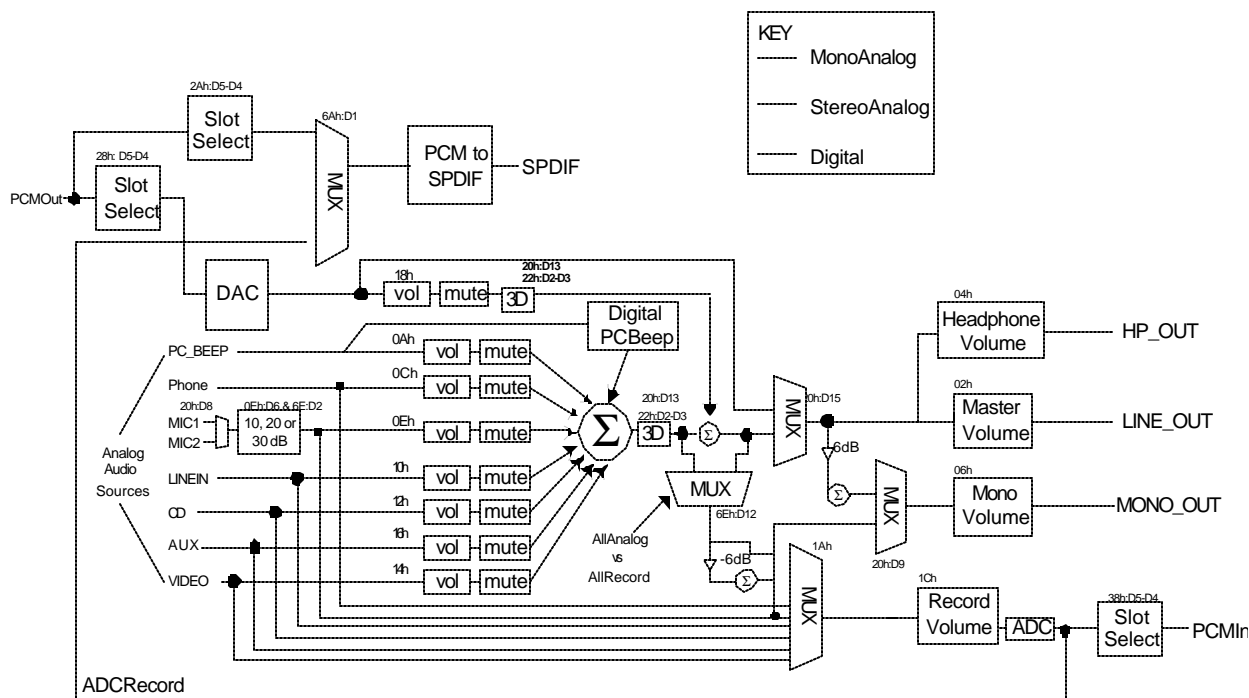 KEY
MonoAnalog
StereoAnalog
Digital
2Ah:D5-D4
Slot
Select
6Ah:D1
MUX
PCM to
SPDIF
SPDIF
28h: D5-D4
Slot
Select
PCMOut
DAC
18h
vol
mute
20h:D13
22h:D2-D3
3D
Digital
PCBeep
PC_BEEP
0Ah
vol
mute
Phone
0Ch
vol
mute
20h:D8
0Eh:D6 & 6E:D2
MIC1
MIC2
10, 20 or
30 dB
0Eh
vol
mute
Analog
Audio
Sources
LINEIN
10h
vol
mute
CD
12h
vol
mute
AUX
16h
vol
mute
VIDEO
14h
vol
mute
Σ
20h:D13
22h:D2-D3
3D
Σ
MUX
6Eh:D12
AllAnalog
vs
AllRecord
-6dB
Σ
MUX
0h:D15
-6dB
Σ
MUX
20h:D9
04h
Headphone
Volume
HP_OUT
02h
Master
Volume
LINE_OUT
06h
Mono
Volume
MONO_OUT
1Ah
MUX
1Ch
Record
Volume
ADC
38h:D5-D4
Slot
Select
PCMIn
ADCRecord